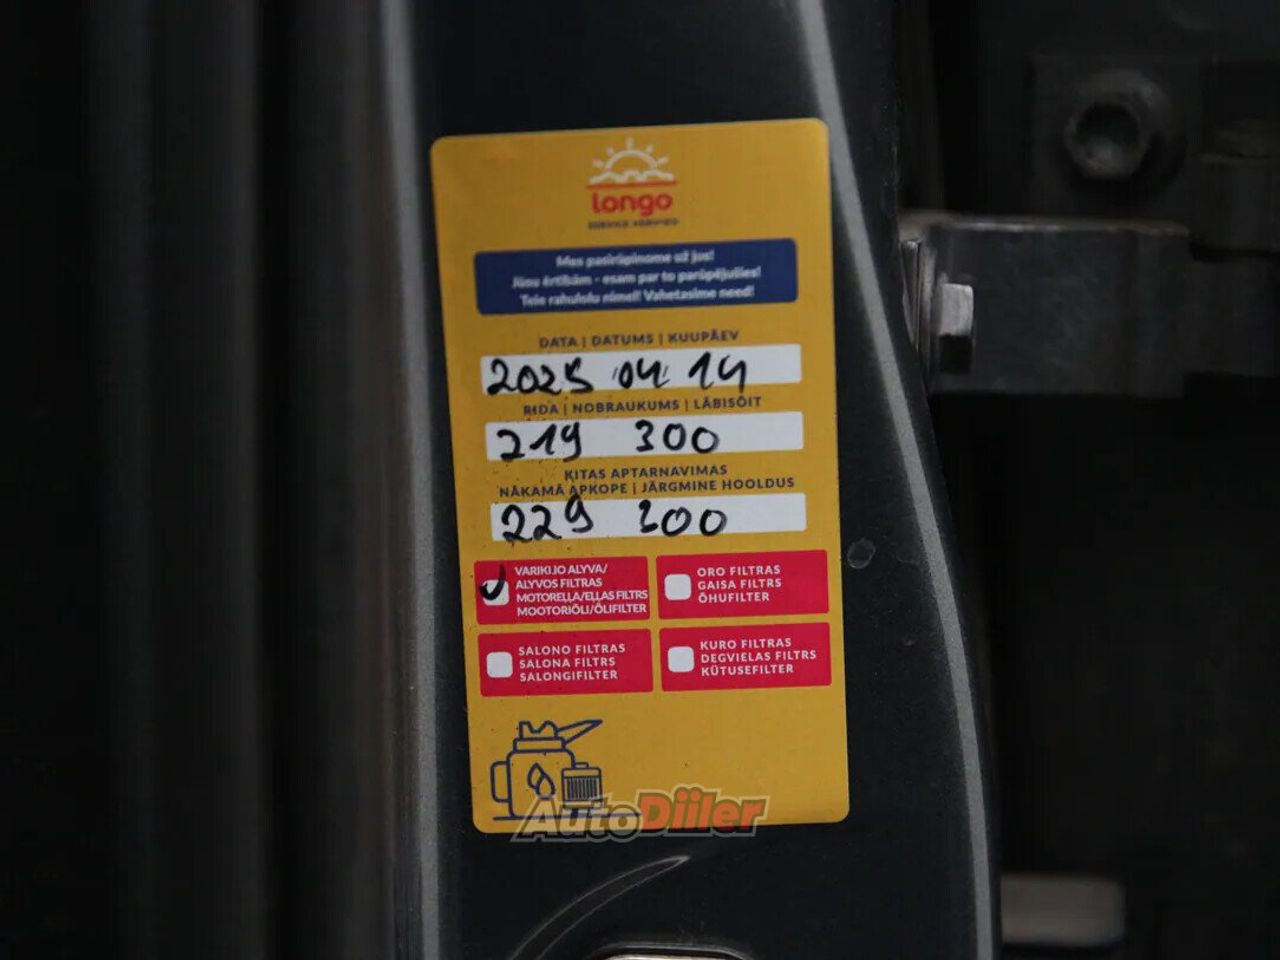 longo
Mes pasirūpinome už jus!
Jūsu ērtībām - esam par to parūpējušies!
Teie rahulolu nimel! Vahetasime need!
DATA | DATUMS | KUUPÄEV
2025 04 14
RIDA | NOBRAUKUMS | LÄBISÕIT
219 300
KITAS APTARNAVIMAS
NĀKAMĀ APKOPE | JÄRGMINE HOOLDUS
229 300
VARIKLIO ALYVA/
ALYVOS FILTRAS
MOTOREĻĻA/EĻĻAS FILTRS
MOOTORIÕLI/ÕLIFILTER
ORO FILTRAS
GAISA FILTRS
ÕHUFILTER
SALONO FILTRAS
SALONA FILTRS
SALONGIFILTER
KURO FILTRAS
DEGVIELAS FILTRS
KÜTUSEFILTER
AutoDiiler